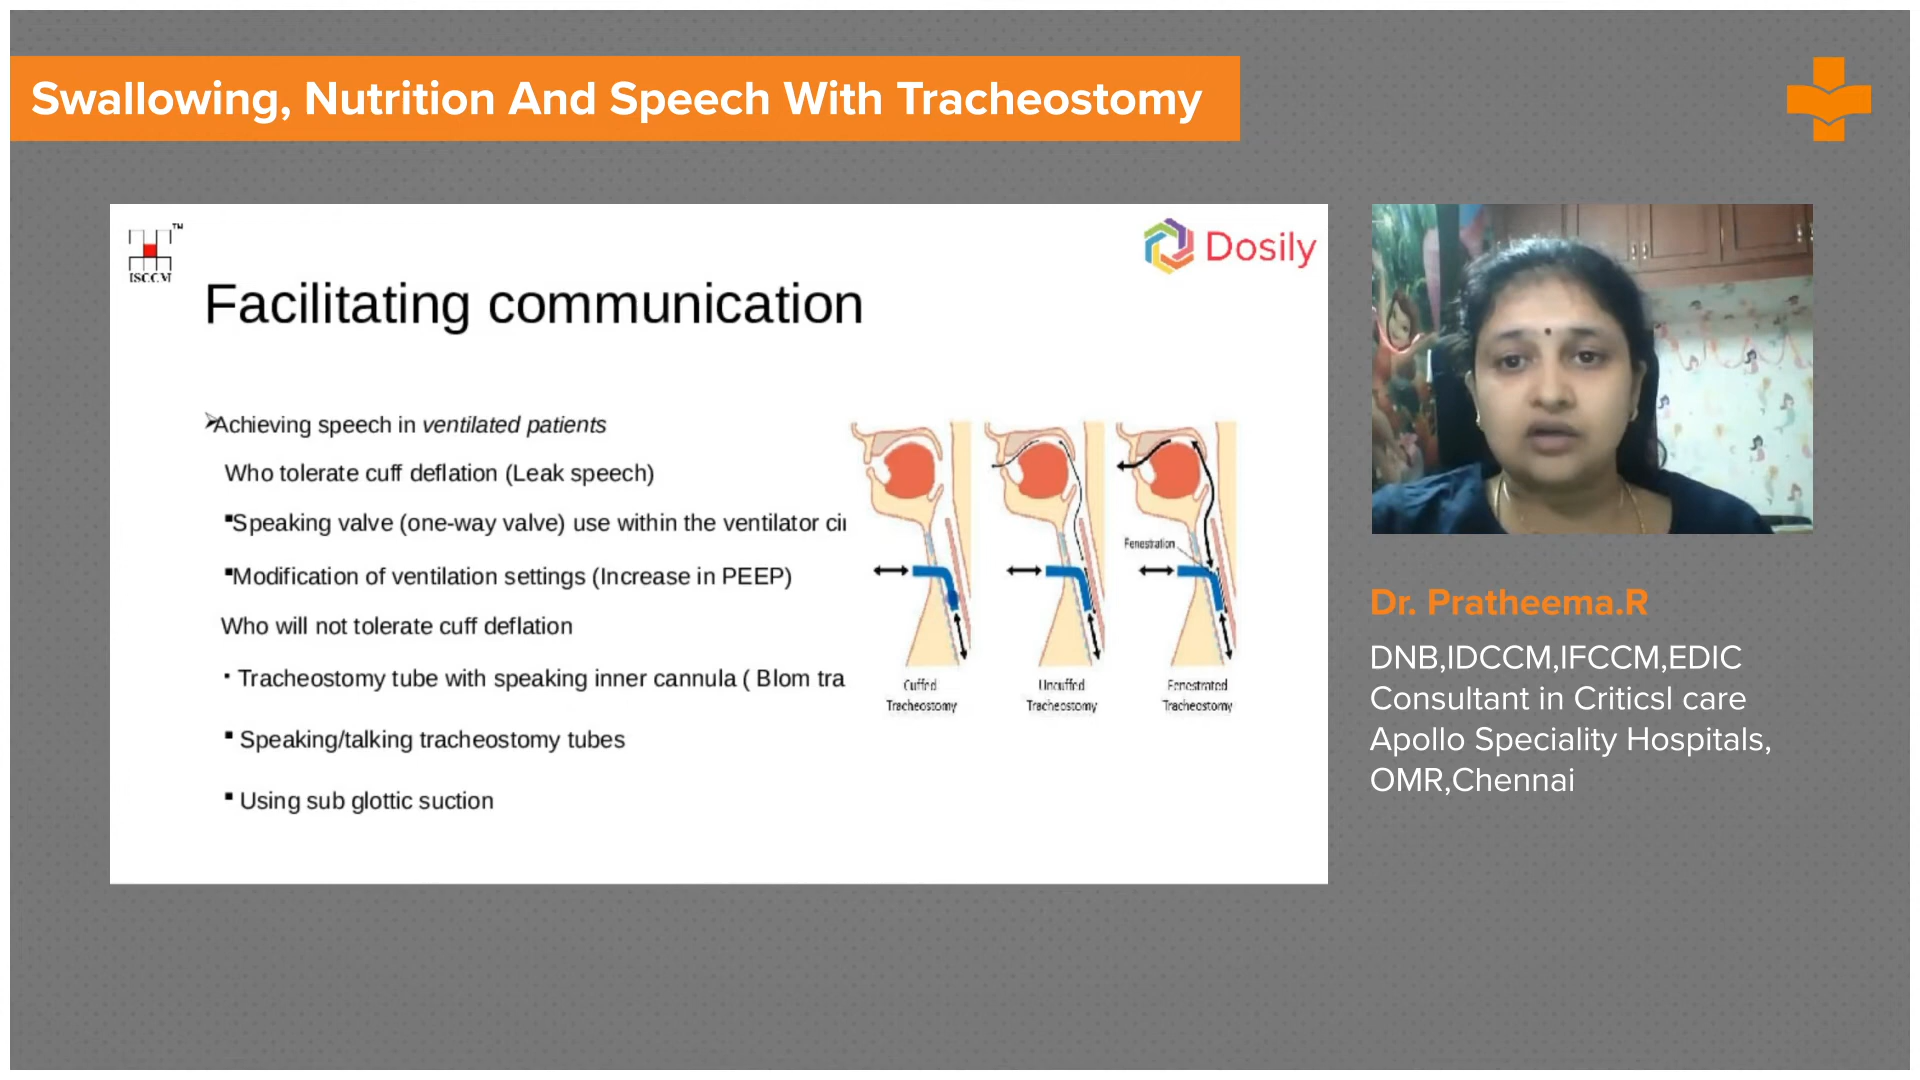 Swallowing, Nutrition And Speech With Tracheostomy
TM
ISCCM
Dosily
Facilitating communication
Achieving speech in ventilated patients
Who tolerate cuff deflation (Leak speech)
Speaking valve (one-way valve) use within the ventilator cir
Modification of ventilation settings (Increase in PEEP)
Who will not tolerate cuff deflation
Tracheostomy tube with speaking inner cannula ( Blom tra
Speaking/talking tracheostomy tubes
Using sub glottic suction
Fenestration
Cuffed
Tracheostomy
Uncuffed
Tracheostomy
Fenestrated
Tracheostomy
Dr. Pratheema.R
DNB,IDCCM,IFCCM,EDIC
Consultant in Criticsl care
Apollo Speciality Hospitals,
OMR,Chennai